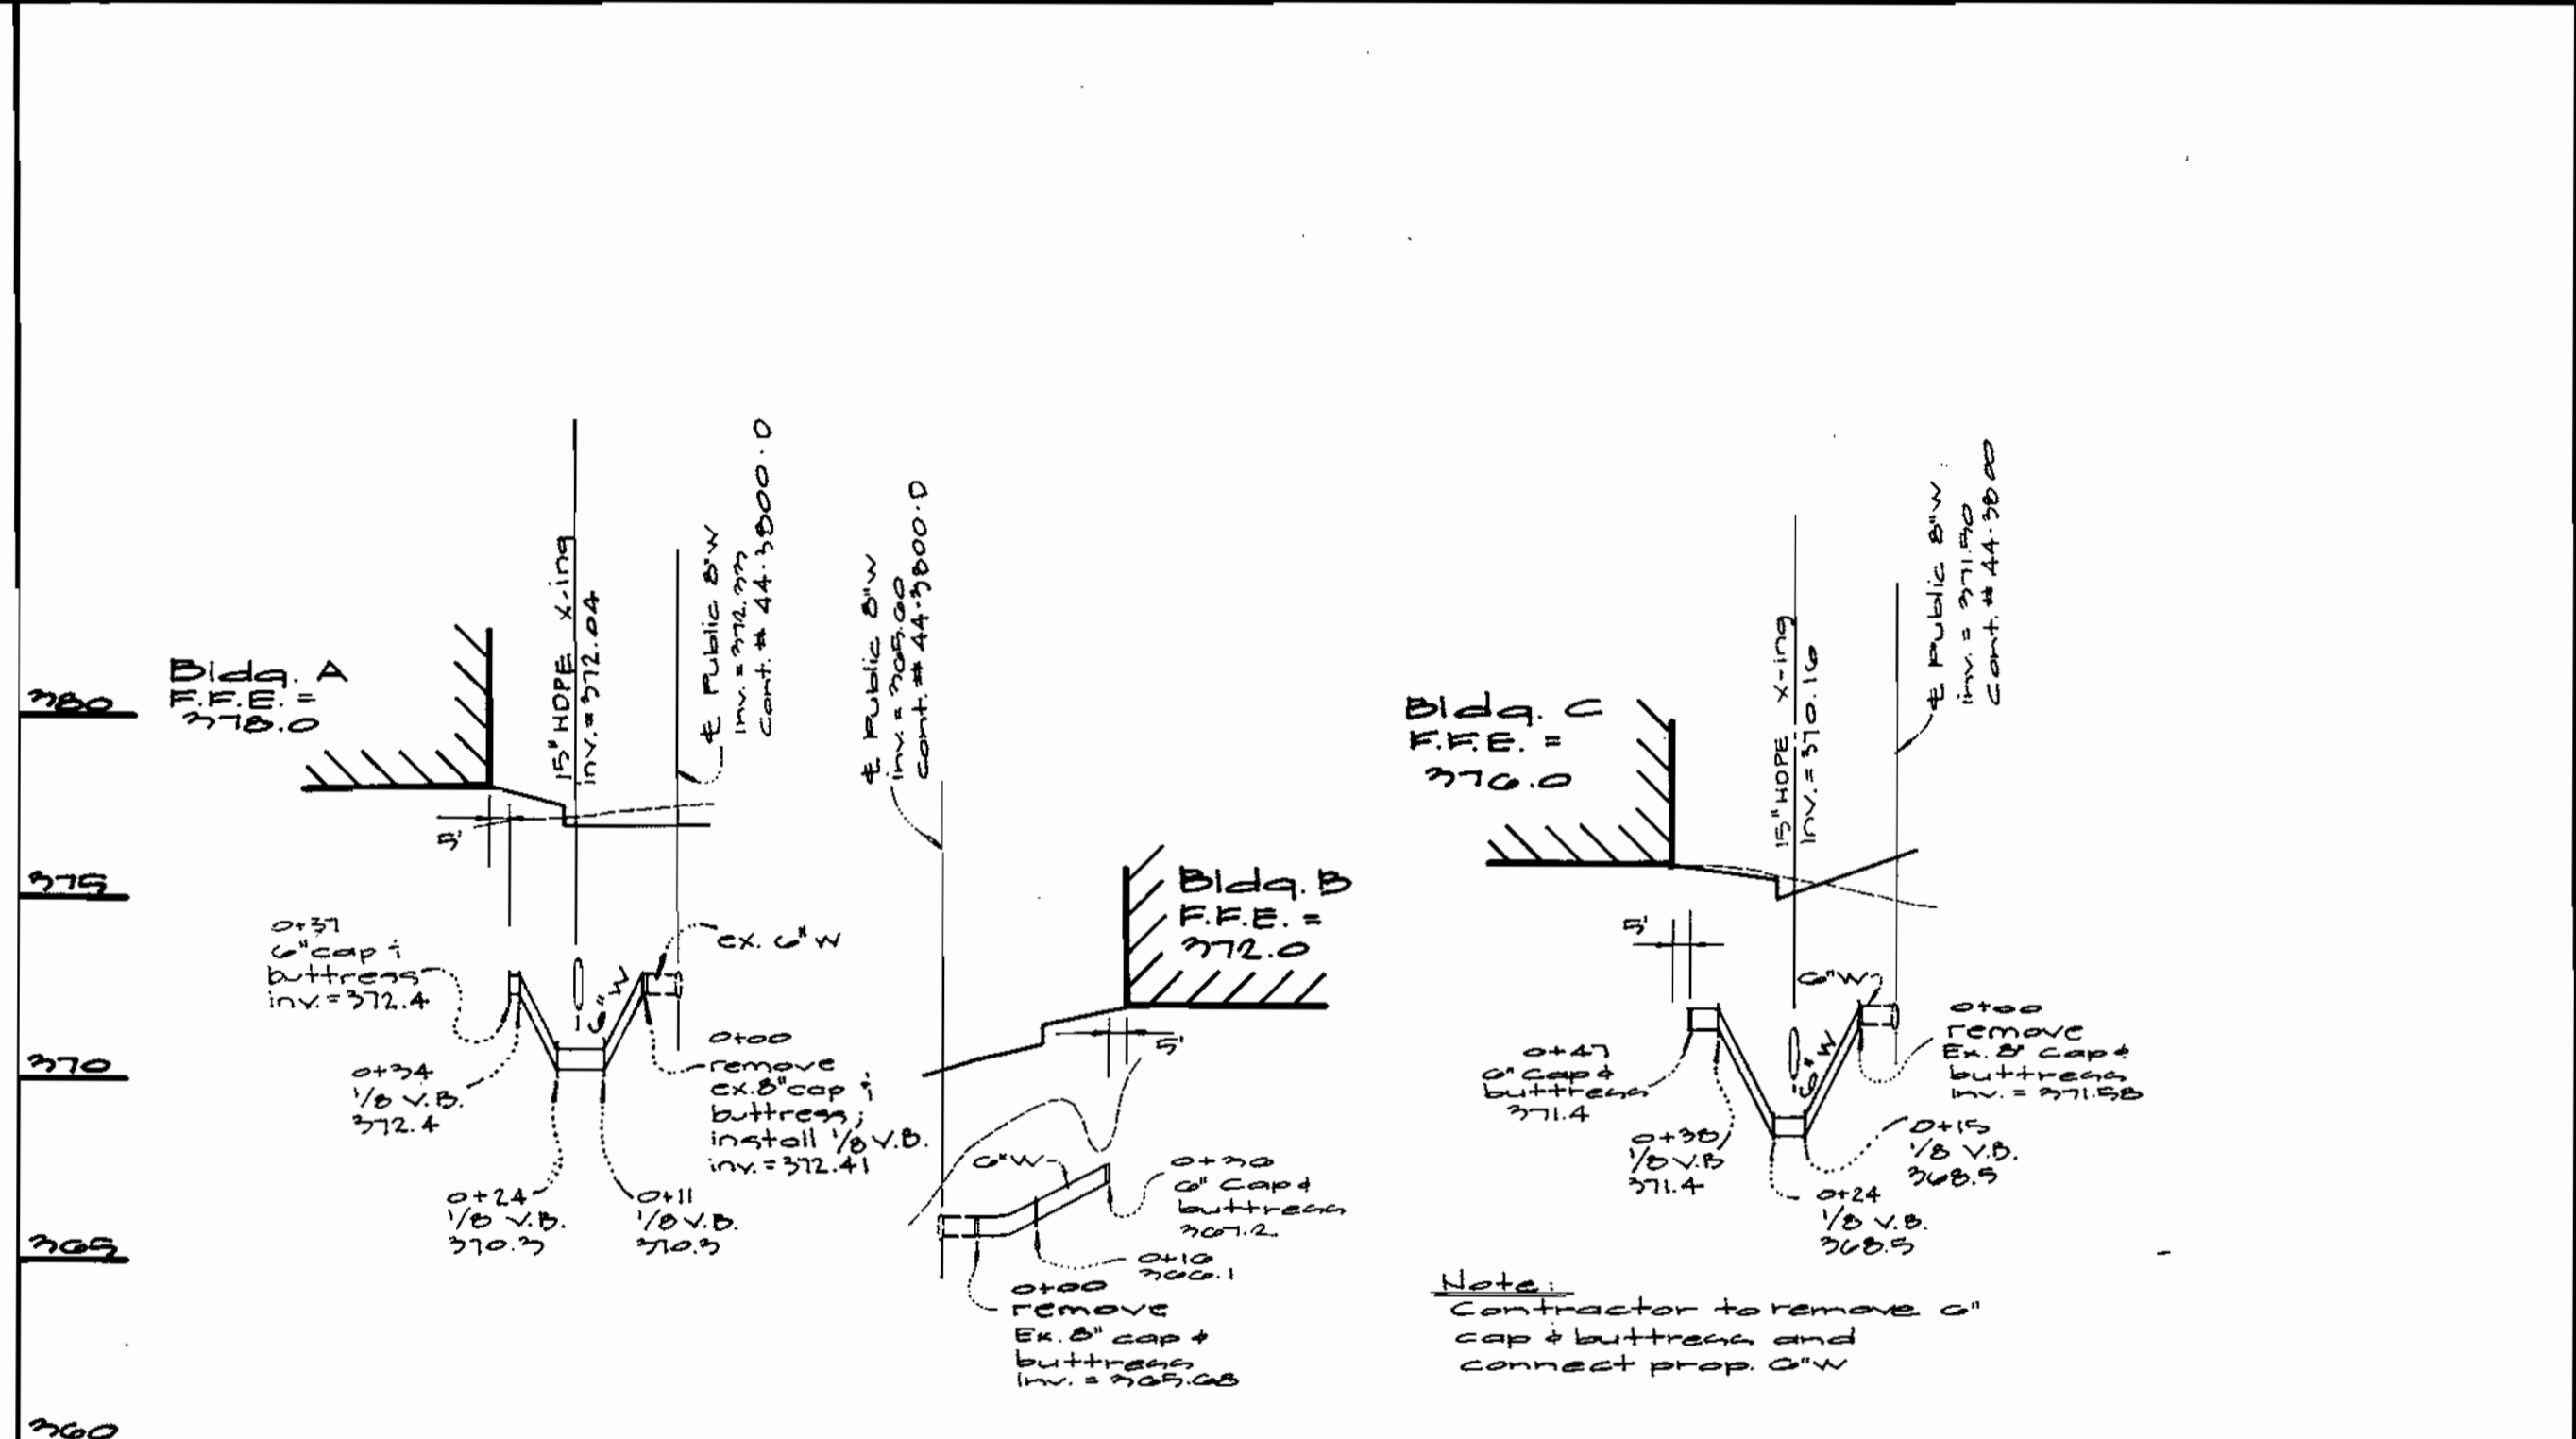 380
375
370
365
360
Bldg. A
F.F.E. =
378.0
15" HDPE X-ing
inv.=372.04
℄ Public 8"W
inv.=372.33
Cont. # 44-3800-D
5'
0+37
6" cap &
buttress
inv.=372.4
0+34
1/8 V.B.
372.4
0+24
1/8 V.B.
370.3
0+11
1/8 V.B.
370.3
6" W
ex. 6" W
0+00
remove
ex.8"cap &
buttress;
install 1/8 V.B.
inv.=372.41
℄ Public 8"W
inv.= 365.60
Cont. # 44-3800-D
Bldg. B
F.F.E. =
372.0
5'
6"W
0+30
6" Cap &
buttress
367.2
0+16
366.1
0+00
remove
Ex. 8" cap &
buttress
Inv. = 365.68
Bldg. C
F.F.E. =
376.0
15" HDPE X-ing
Inv.=370.16
℄ Public 8"W
inv. = 371.50
Cont. # 44-3800
5'
6"W
6" W
0+47
6" Cap &
buttress
371.4
0+38
1/8 V.B
371.4
0+24
1/8 V.B.
368.5
0+15
1/8 V.B.
368.5
0+00
remove
Ex. 8" Cap &
buttress
Inv. = 371.58
Note:
Contractor to remove 6"
cap & buttress and
connect prop. 6"W